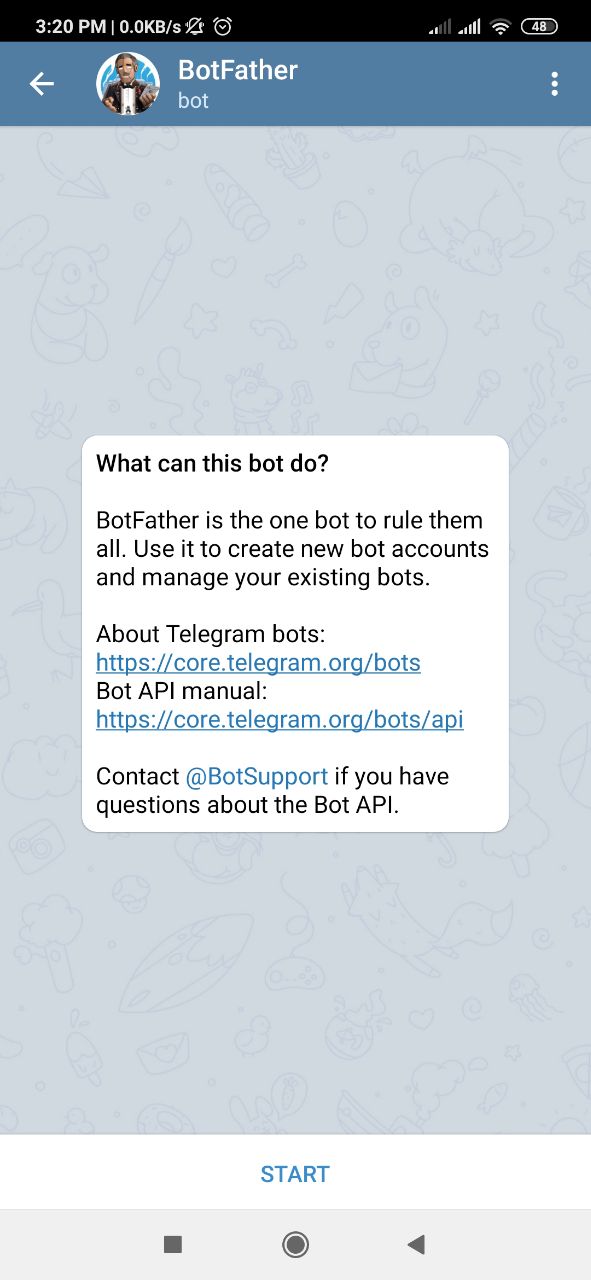 3:20 PM | 0.0KB/s 48
BotFather
bot
What can this bot do?
BotFather is the one bot to rule them
all. Use it to create new bot accounts
and manage your existing bots.
About Telegram bots:
https://core.telegram.org/bots
Bot API manual:
https://core.telegram.org/bots/api
Contact @BotSupport if you have
questions about the Bot API.
START